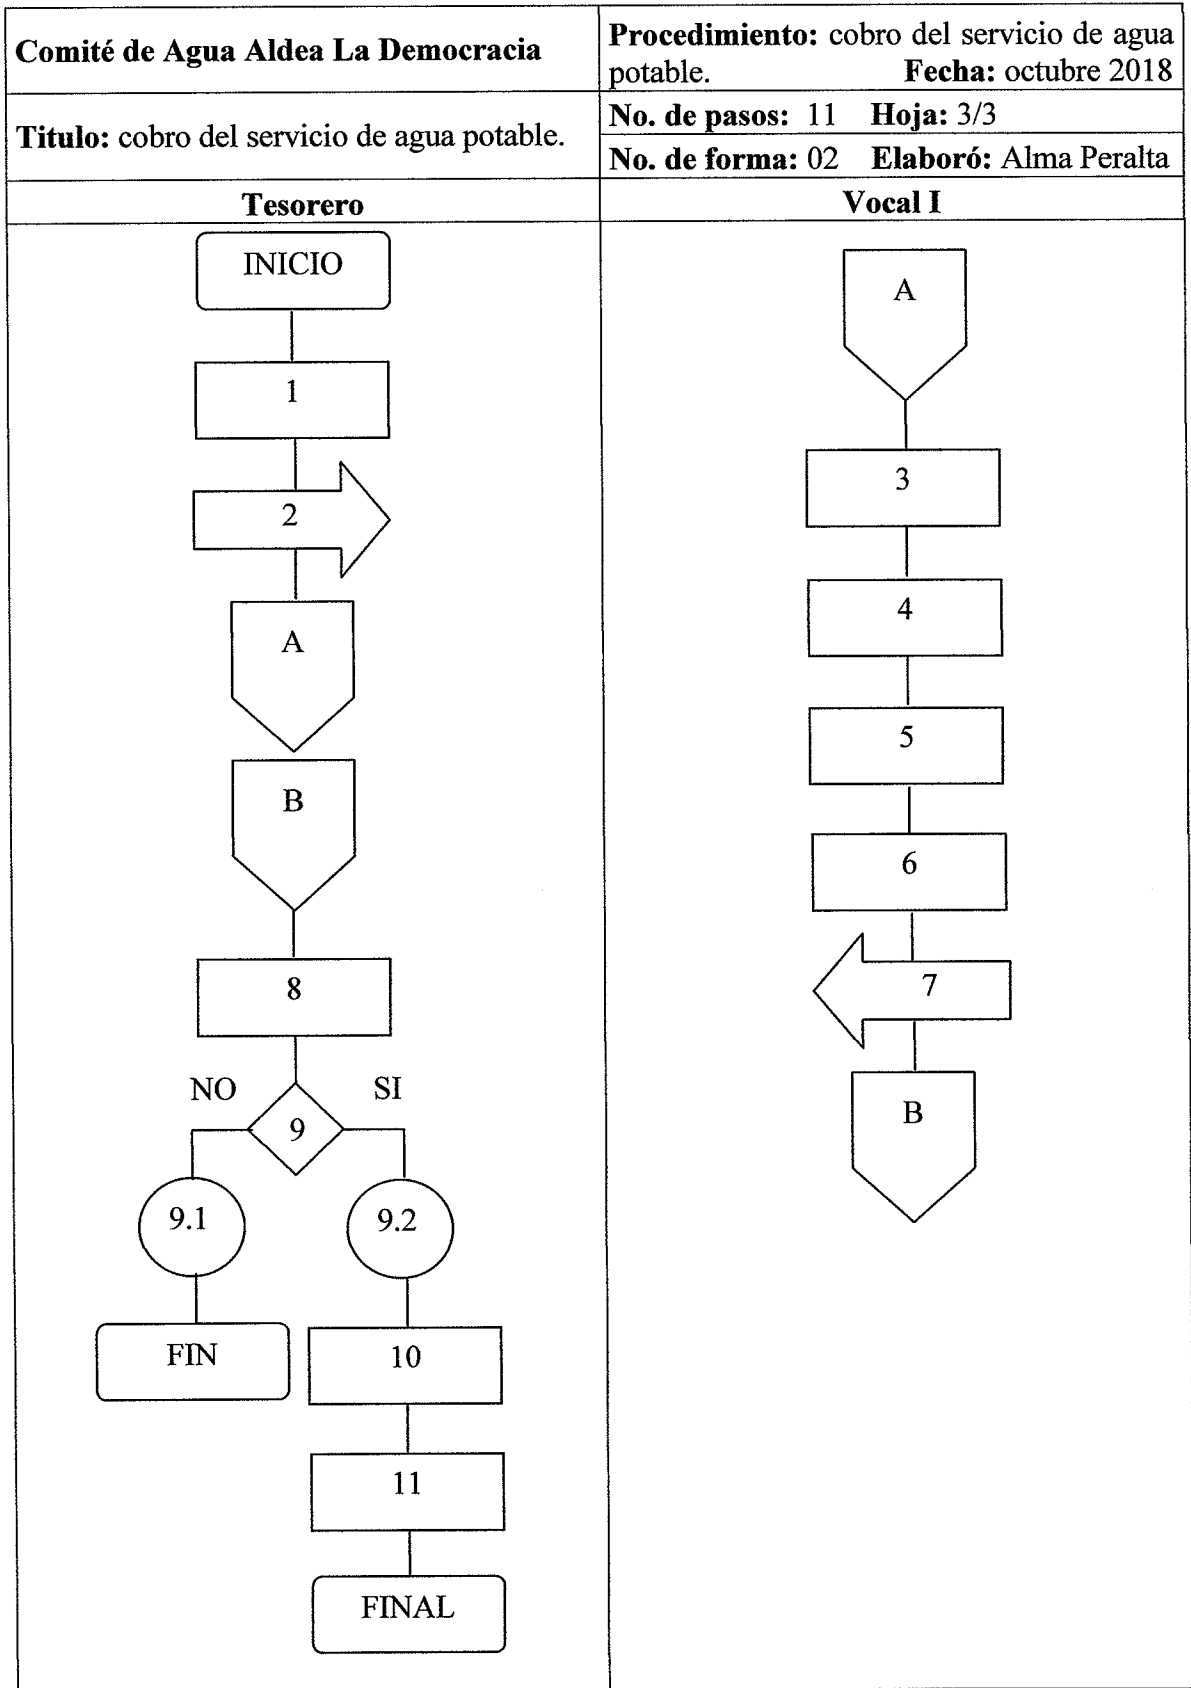 Comité de Agua Aldea La Democracia
Procedimiento: cobro del servicio de agua
potable. Fecha: octubre 2018
Titulo: cobro del servicio de agua potable.
No. de pasos: 11 Hoja: 3/3
No. de forma: 02 Elaboró: Alma Peralta
Tesorero
INICIO
1
2
A
B
8
NO
SI
9
9.1
9.2
FIN
10
11
FINAL
Vocal I
A
3
4
5
6
7
B